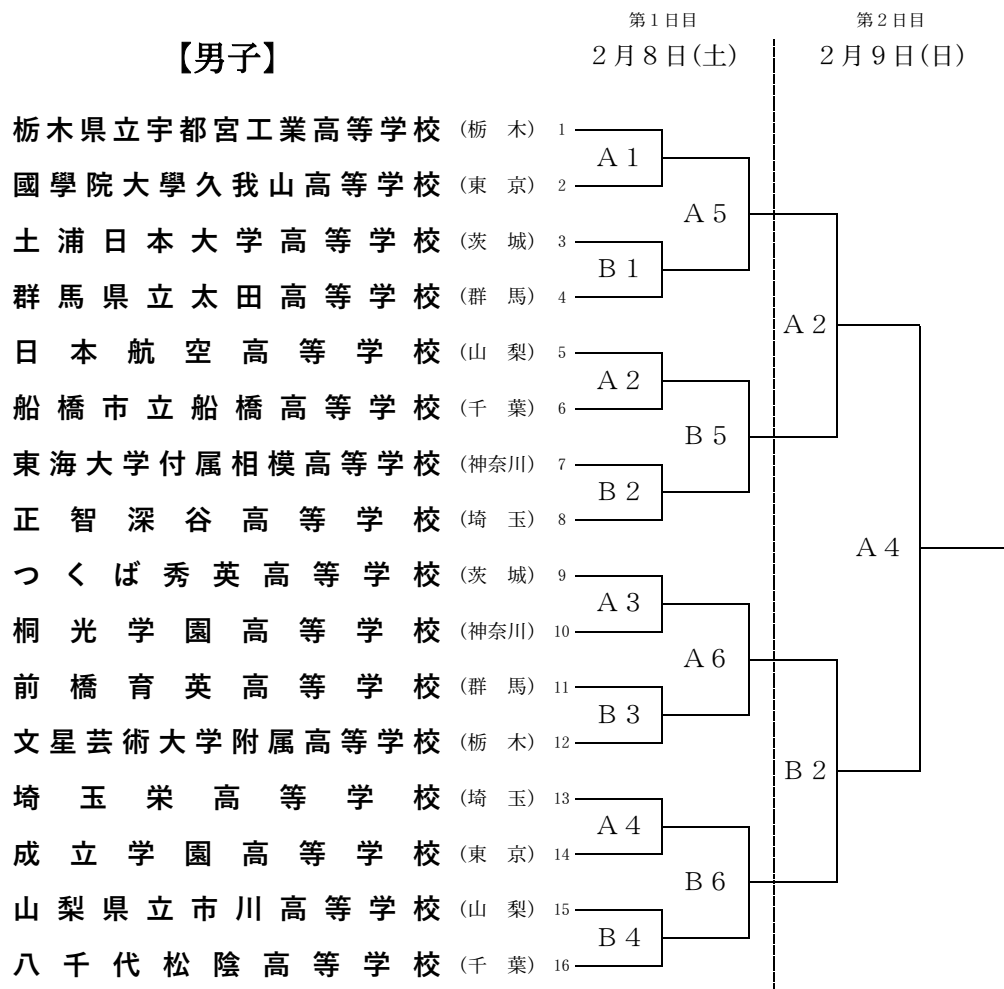 第1日目 第2日目
【男子】 2月8日(土) 2月9日(日)
栃木県立宇都宮工業高等学校 (栃 木) 1
A 1
國學院大學久我山高等学校 (東 京) 2
A 5
土浦日本大学高等学校 (茨 城) 3
B 1
群馬県立太田高等学校 (群 馬) 4
A 2
日本航空高等学校 (山 梨) 5
A 2
船橋市立船橋高等学校 (千 葉) 6
B 5
東海大学付属相模高等学校 (神奈川) 7
B 2
正智深谷高等学校 (埼 玉) 8
A 4
つくば秀英高等学校 (茨 城) 9
A 3
桐光学園高等学校 (神奈川) 10
A 6
前橋育英高等学校 (群 馬) 11
B 3
文星芸術大学附属高等学校 (栃 木) 12
B 2
埼玉栄高等学校 (埼 玉) 13
A 4
成立学園高等学校 (東 京) 14
B 6
山梨県立市川高等学校 (山 梨) 15
B 4
八千代松陰高等学校 (千 葉) 16